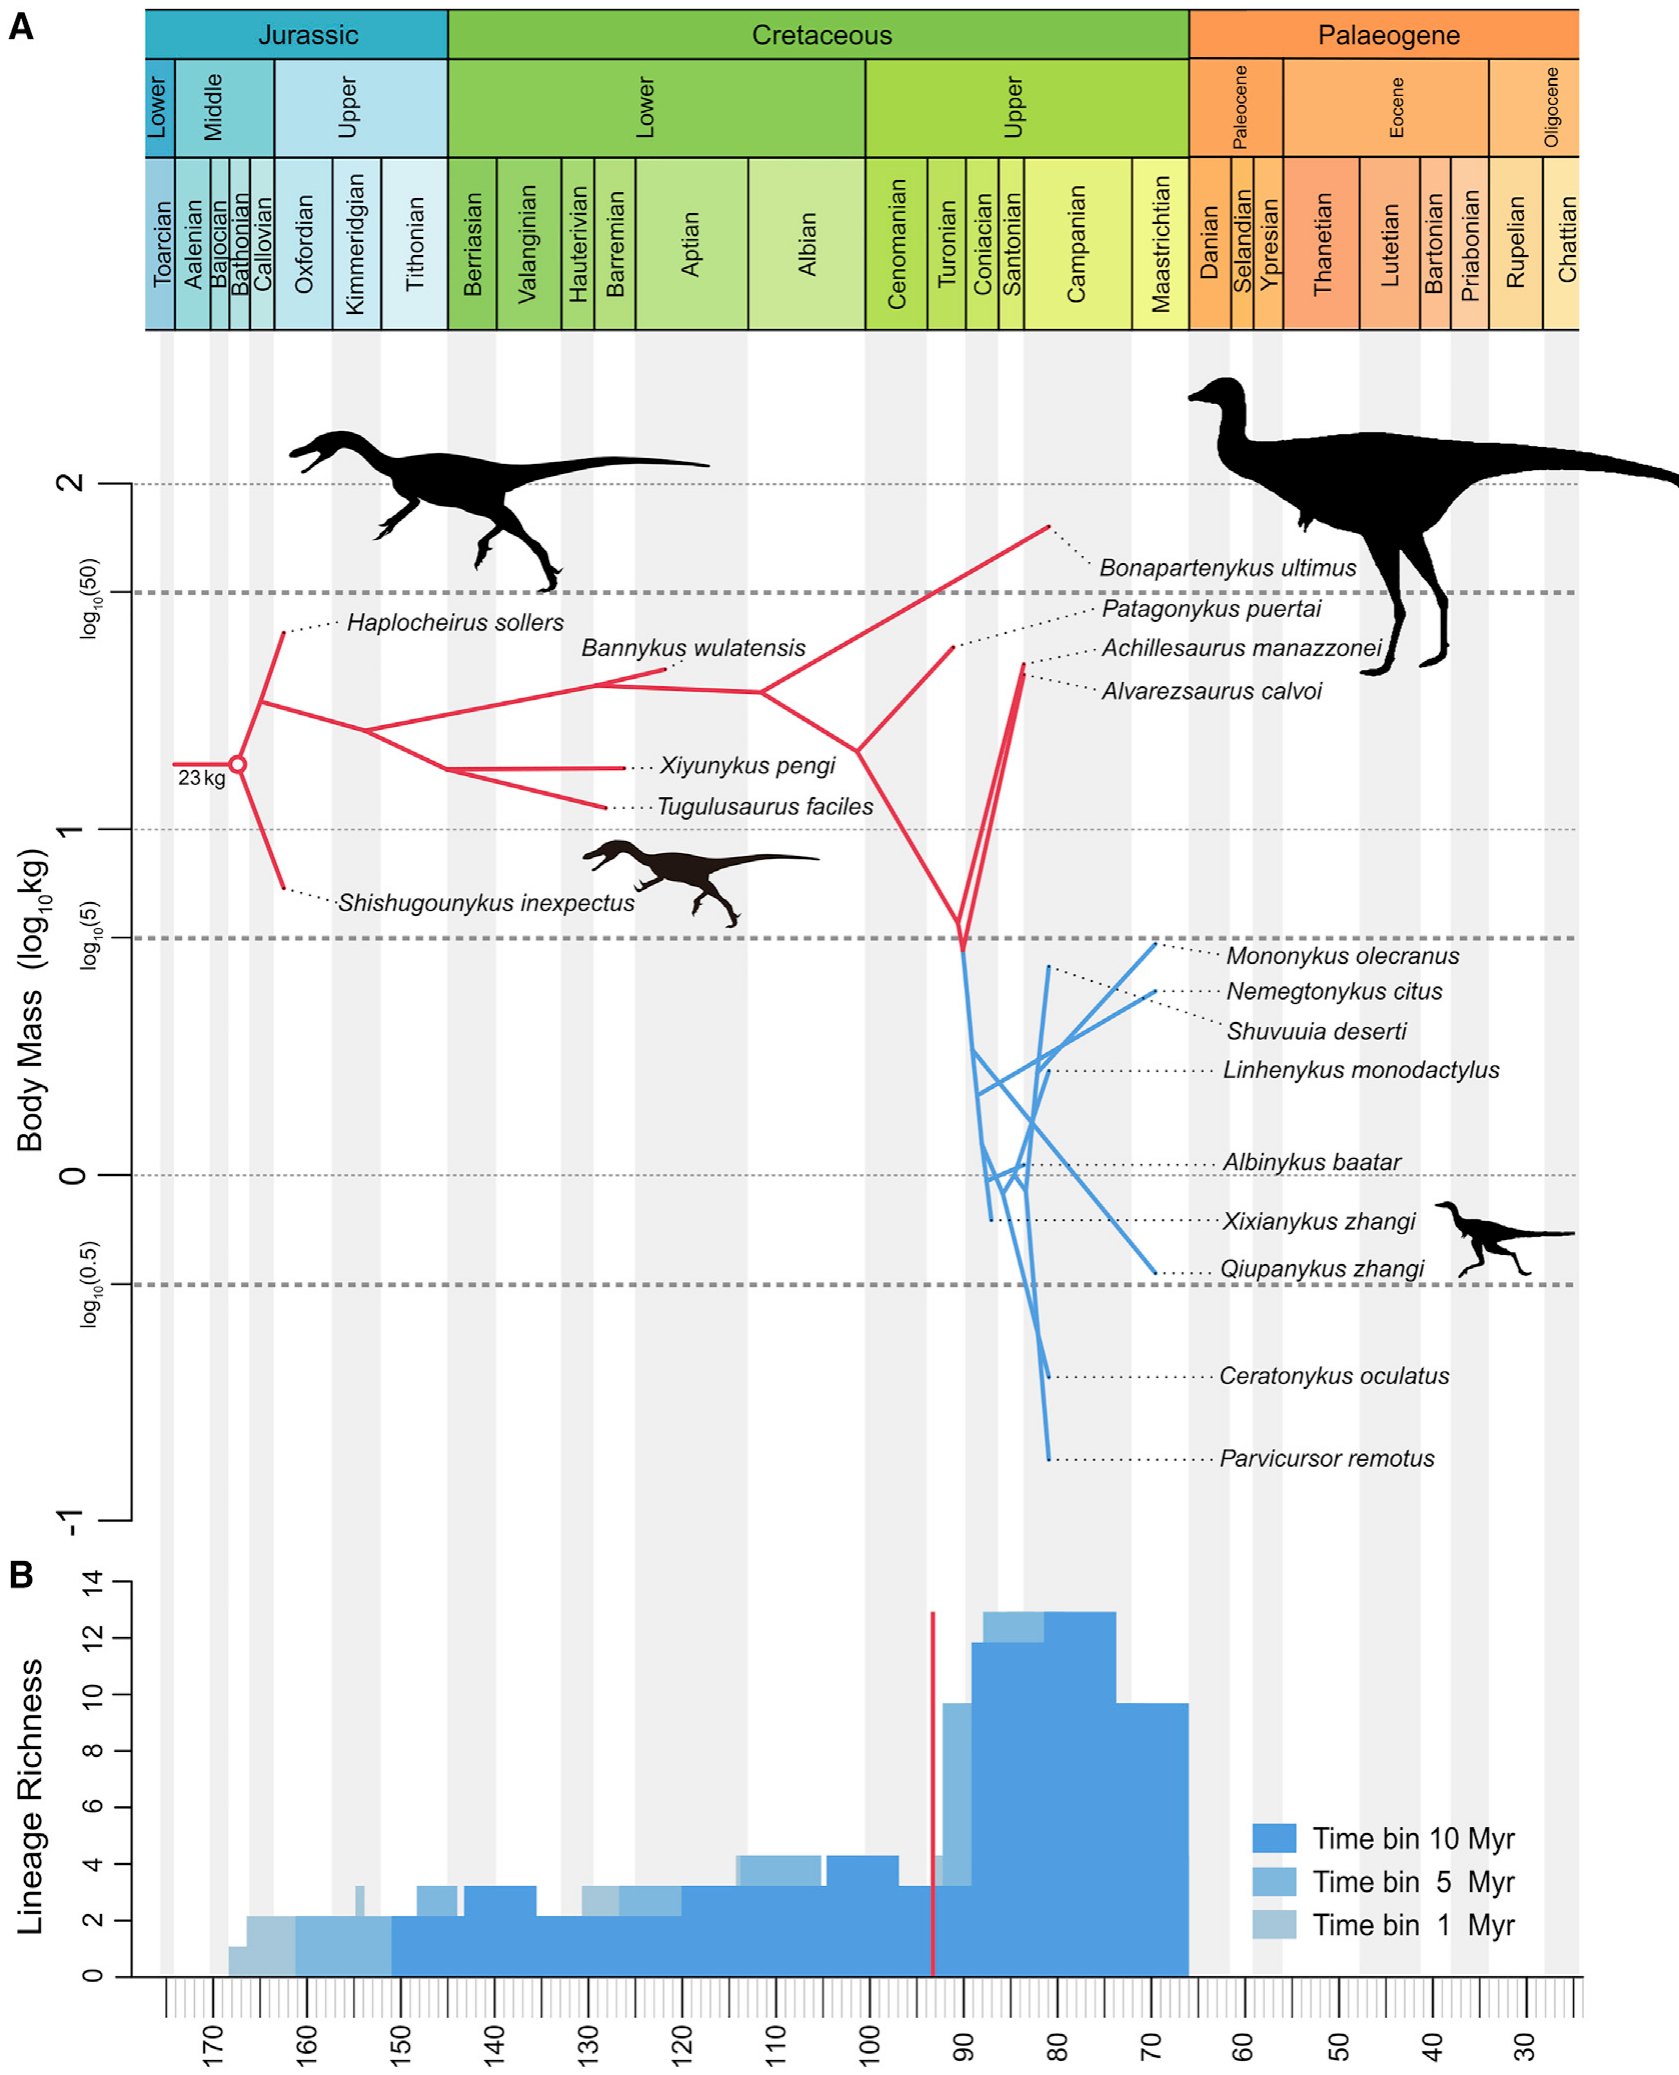 A
Jurassic Cretaceous Palaeogene
Lower Middle Upper Lower Upper Paleocene Eocene Oligocene
Toarcian Aalenian Bajocian Bathonian Callovian Oxfordian Kimmeridgian Tithonian Berriasian Valanginian Hauterivian Barremian Aptian Albian Cenomanian Turonian Coniacian Santonian Campanian Maastrichtian Danian Selandian Ypresian Thanetian Lutetian Bartonian Priabonian Rupelian Chattian
Body Mass (log10kg)
2
log10(50)
1
log10(5)
0
log10(0.5)
-1
Bonapartenykus ultimus
Patagonykus puertai
Haplocheirus sollers
Bannykus wulatensis
Achillesaurus manazzonei
Alvarezsaurus calvoi
23 kg
Xiyunykus pengi
Tugulusaurus faciles
Shishugounykus inexpectus
Mononykus olecranus
Nemegtonykus citus
Shuvuuia deserti
Linhenykus monodactylus
Albinykus baatar
Xixianykus zhangi
Qiupanykus zhangi
Ceratonykus oculatus
Parvicursor remotus
B
Lineage Richness
14
12
10
8
6
4
2
0
Time bin 10 Myr
Time bin 5 Myr
Time bin 1 Myr
170 160 150 140 130 120 110 100 90 80 70 60 50 40 30